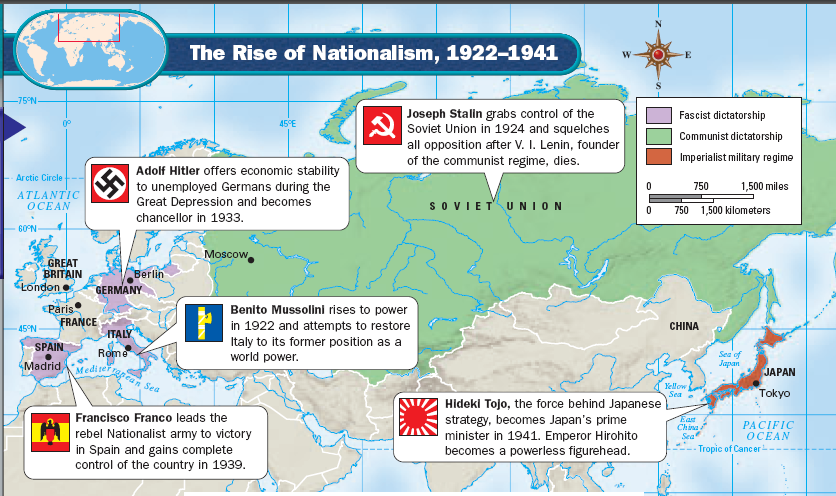 The Rise of Nationalism, 1922–1941
N
W
E
S
75°N
0°
45°E
Joseph Stalin grabs control of the
Soviet Union in 1924 and squelches
all opposition after V. I. Lenin, founder
of the communist regime, dies.
Fascist dictatorship
Communist dictatorship
Imperialist military regime
0 750 1,500 miles
0 750 1,500 kilometers
Arctic Circle
ATLANTIC
OCEAN
Adolf Hitler offers economic stability
to unemployed Germans during the
Great Depression and becomes
chancellor in 1933.
SOVIET UNION
60°N
Moscow
GREAT
BRITAIN
London
Berlin
GERMANY
Paris
FRANCE
Benito Mussolini rises to power
in 1922 and attempts to restore
Italy to its former position as a
world power.
45°N
ITALY
Rome
SPAIN
Madrid
Mediterranean Sea
CHINA
Sea of
Japan
JAPAN
Tokyo
Yellow
Sea
East
China
Sea
PACIFIC
OCEAN
Tropic of Cancer
Francisco Franco leads the
rebel Nationalist army to victory
in Spain and gains complete
control of the country in 1939.
Hideki Tojo, the force behind Japanese
strategy, becomes Japan's prime
minister in 1941. Emperor Hirohito
becomes a powerless figurehead.